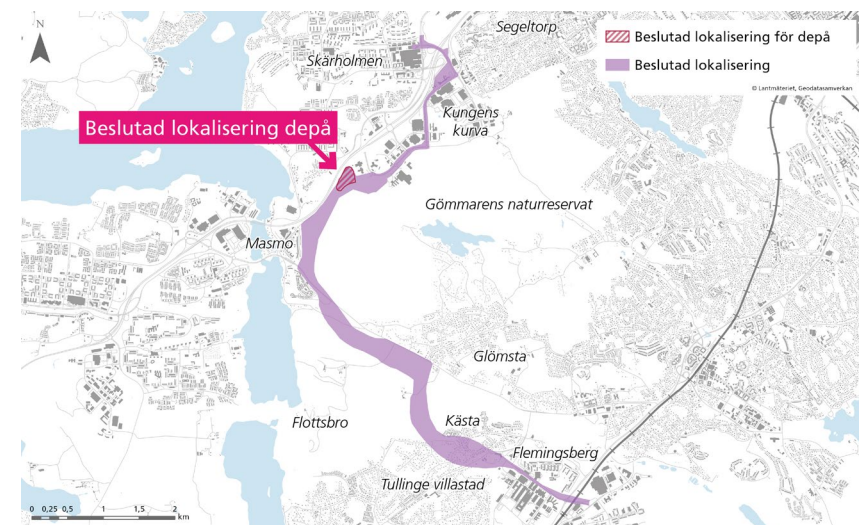 N
Segeltorp
Skärholmen
Beslutad lokalisering för depå
Beslutad lokalisering
© Lantmäteriet, Geodatasamverkan
Kungens
kurva
Beslutad lokalisering depå
Gömmarens naturreservat
Masmo
Glömsta
Flottsbro
Kästa
Flemingsberg
Tullinge villastad
0 0,25 0,5 1 1,5 2
km